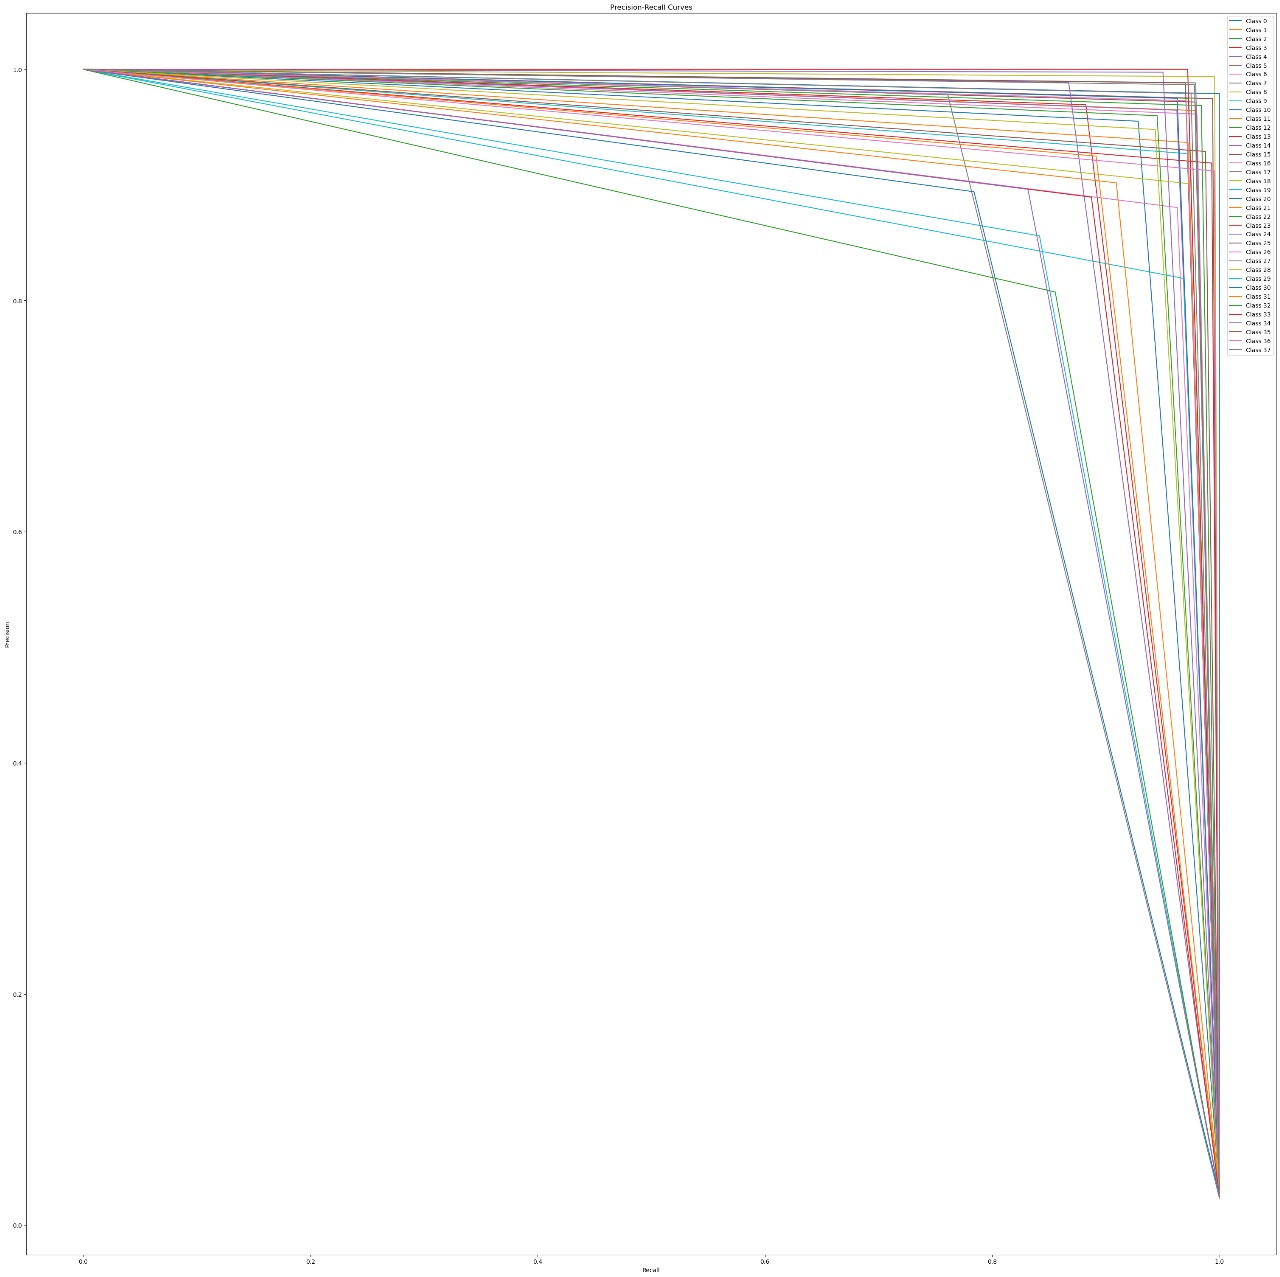 Precision-Recall Curves
Class 0
Class 1
Class 2
Class 3
Class 4
Class 5
Class 6
Class 7
Class 8
Class 9
Class 10
Class 11
Class 12
Class 13
Class 14
Class 15
Class 16
Class 17
Class 18
Class 19
Class 20
Class 21
Class 22
Class 23
Class 24
Class 25
Class 26
Class 27
Class 28
Class 29
Class 30
Class 31
Class 32
Class 33
Class 34
Class 35
Class 36
Class 37
1.0
0.8
0.6
Precision
0.4
0.2
0.0
0.0 0.2 0.4 0.6 0.8 1.0
Recall